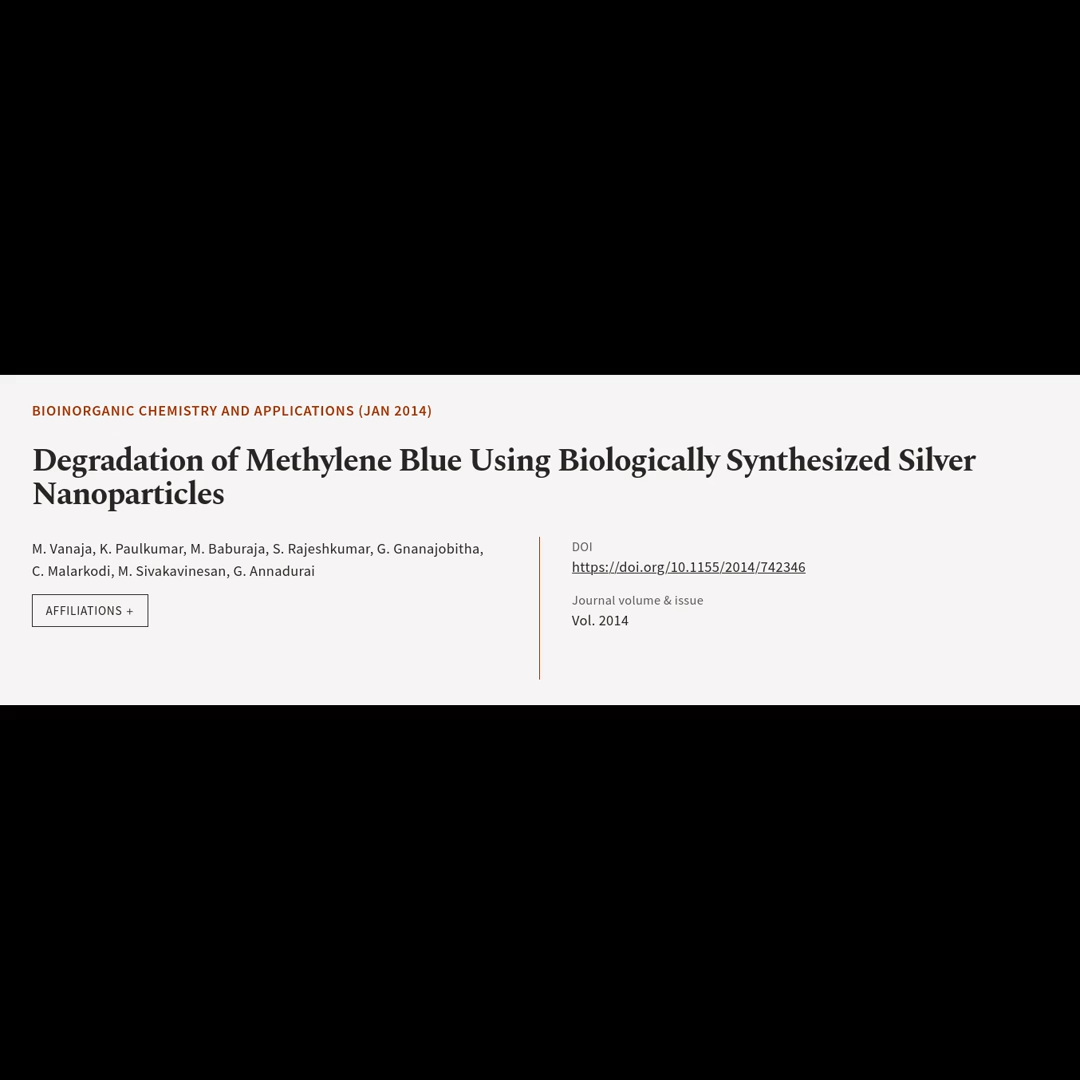 BIOINORGANIC CHEMISTRY AND APPLICATIONS (JAN 2014)
Degradation of Methylene Blue Using Biologically Synthesized Silver
Nanoparticles
M. Vanaja, K. Paulkumar, M. Baburaja, S. Rajeshkumar, G. Gnanajobitha,
C. Malarkodi, M. Sivakavinesan, G. Annadurai
AFFILIATIONS +
DOI
https://doi.org/10.1155/2014/742346
Journal volume & issue
Vol. 2014